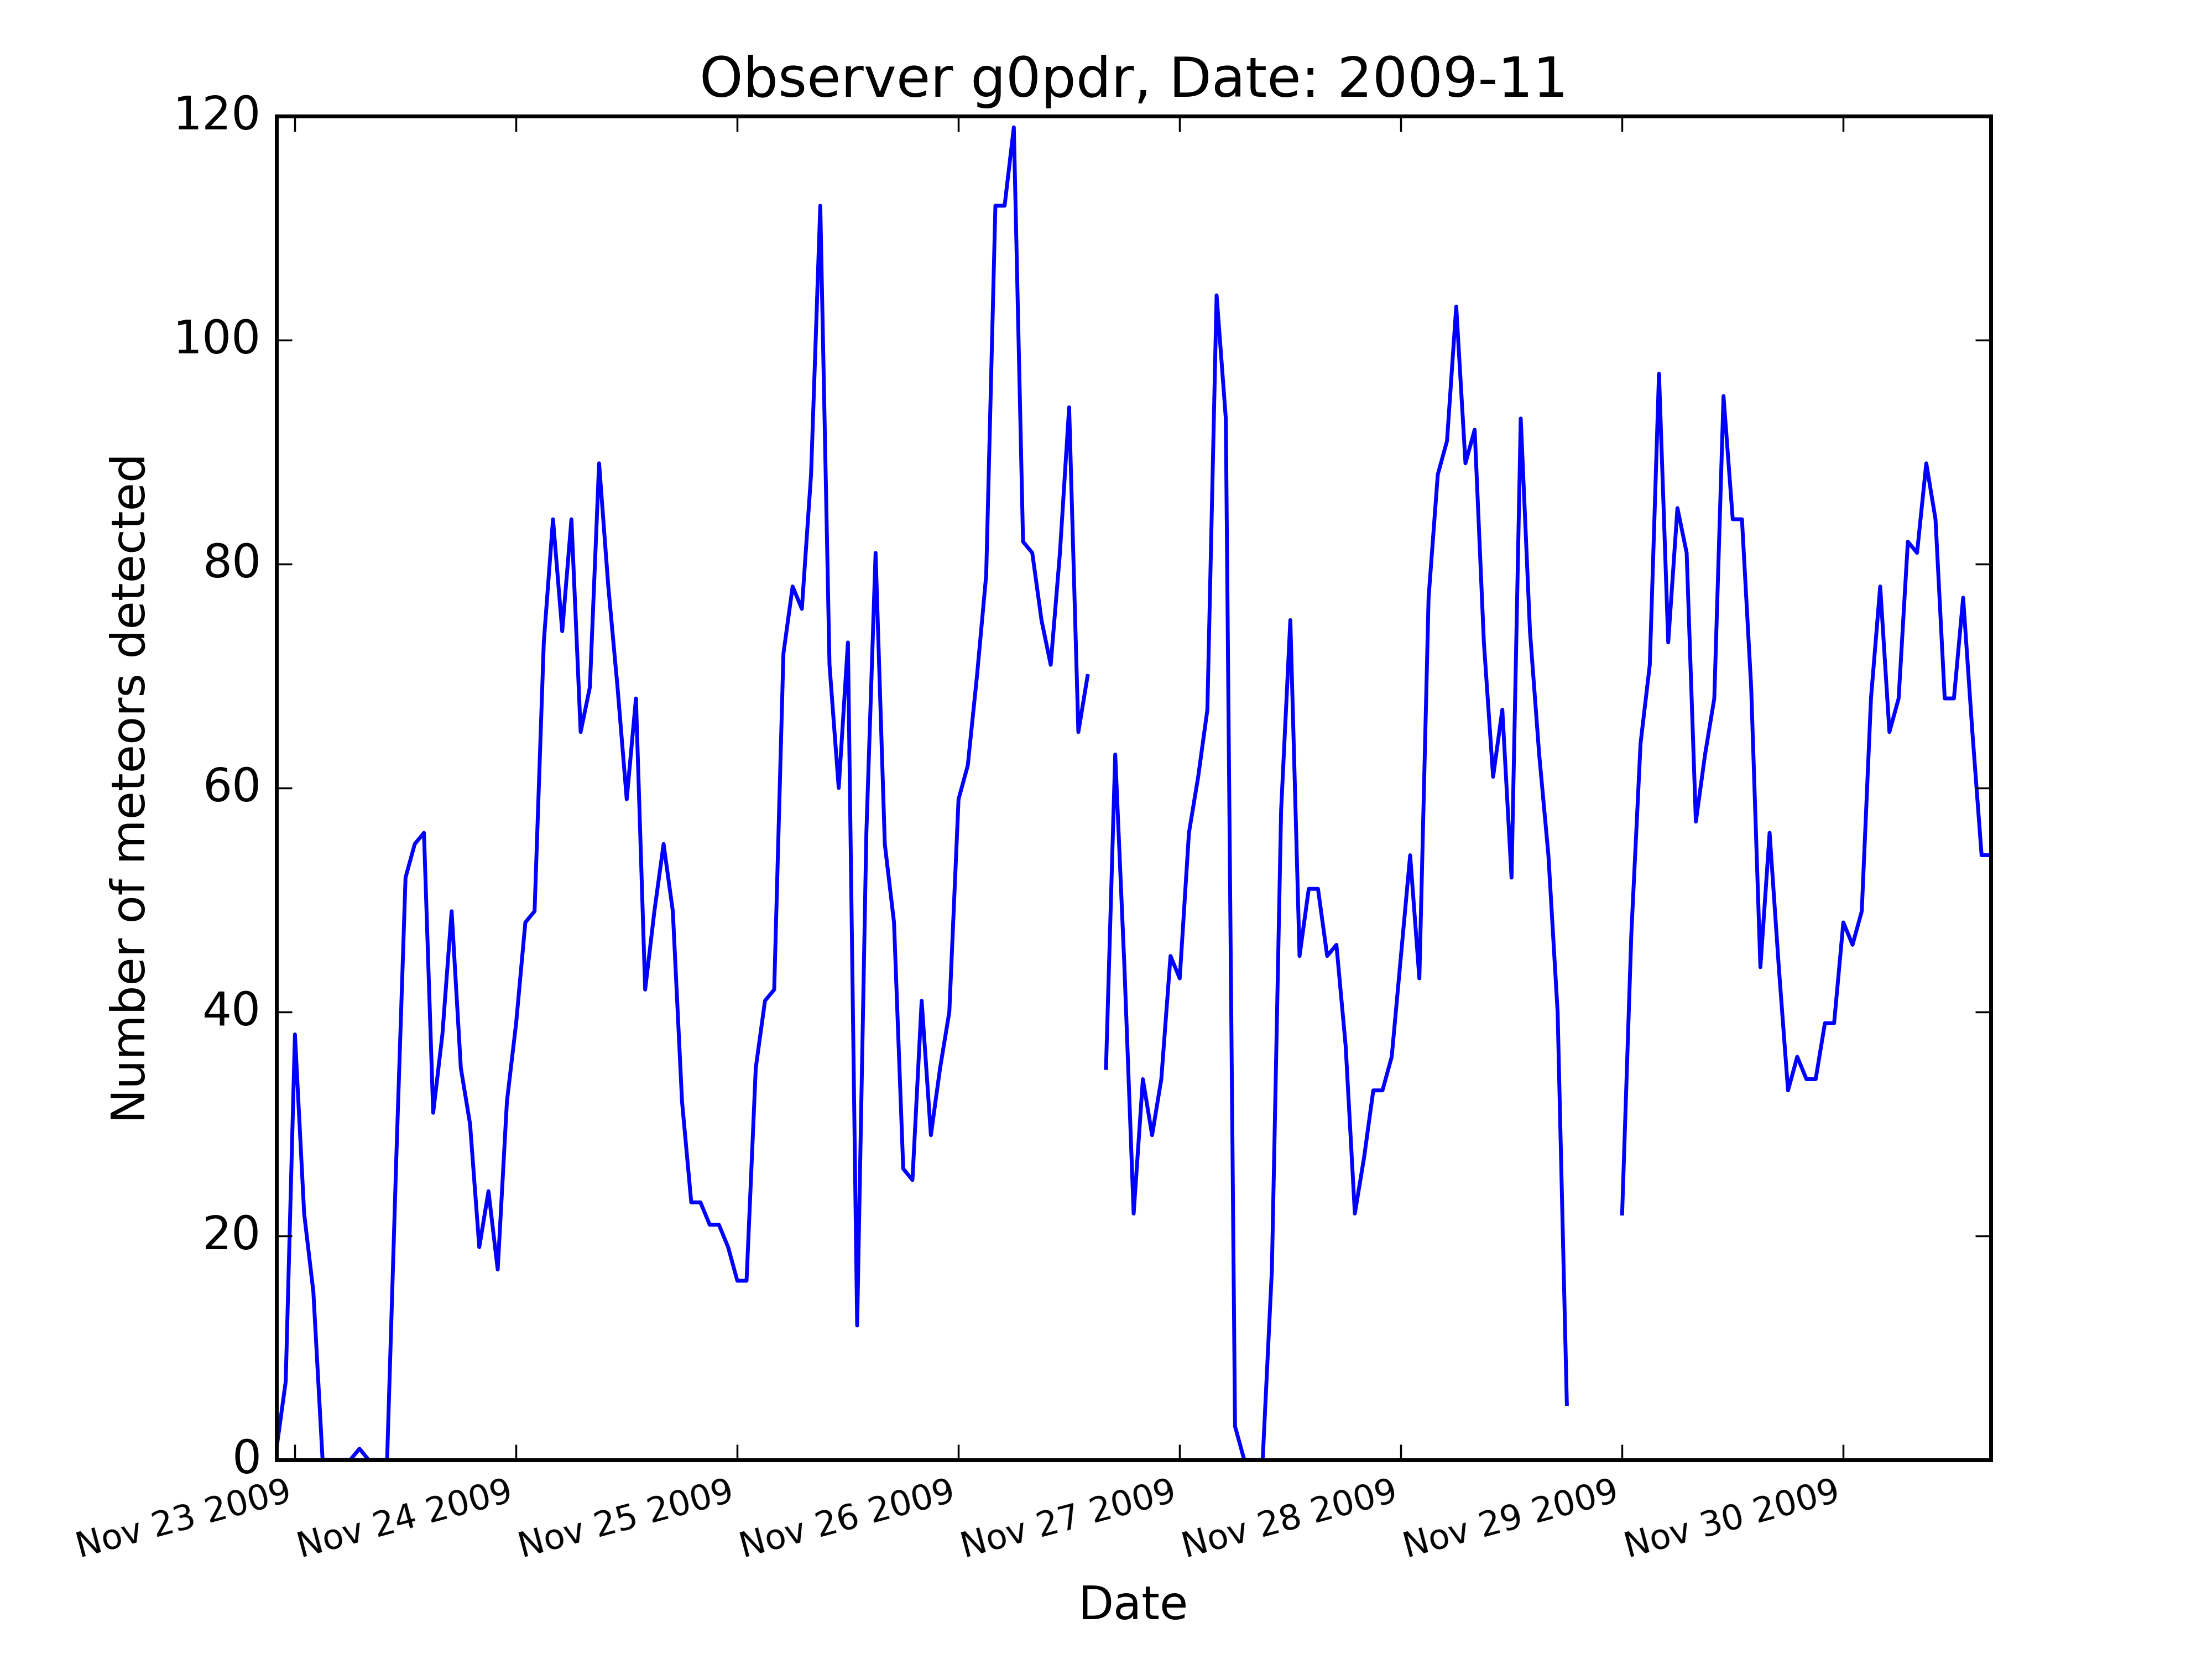 Observer g0pdr, Date: 2009-11
120
100
80
60
40
20
0
Number of meteors detected
Nov 23 2009
Nov 24 2009
Nov 25 2009
Nov 26 2009
Nov 27 2009
Nov 28 2009
Nov 29 2009
Nov 30 2009
Date